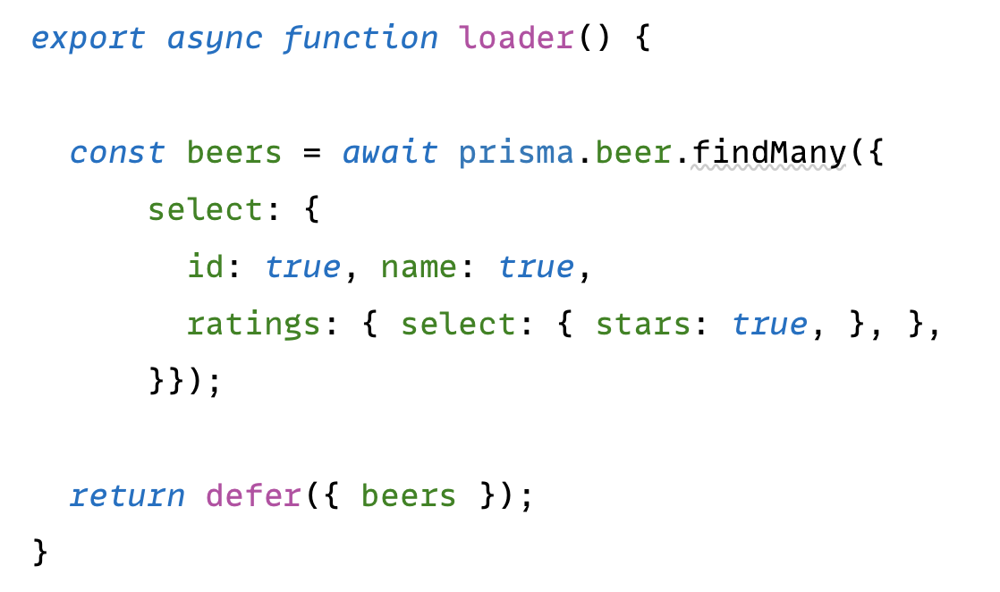 export async function loader() {
const beers = await prisma.beer.findMany({
select: {
id: true, name: true,
ratings: { select: { stars: true, }, },
}});
return defer({ beers });
}